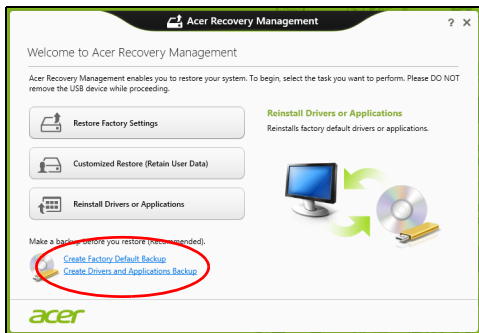 Acer Recovery Management
? ×
Welcome to Acer Recovery Management
Acer Recovery Management enables you to restore your system. To begin, select the task you want to perform. Please DO NOT
remove the USB device while proceeding.
Restore Factory Settings
Customized Restore (Retain User Data)
Reinstall Drivers or Applications
Reinstall Drivers or Applications
Reinstalls factory default drivers or applications.
Make a backup before you restore (Recommended).
Create Factory Default Backup
Create Drivers and Applications Backup
acer